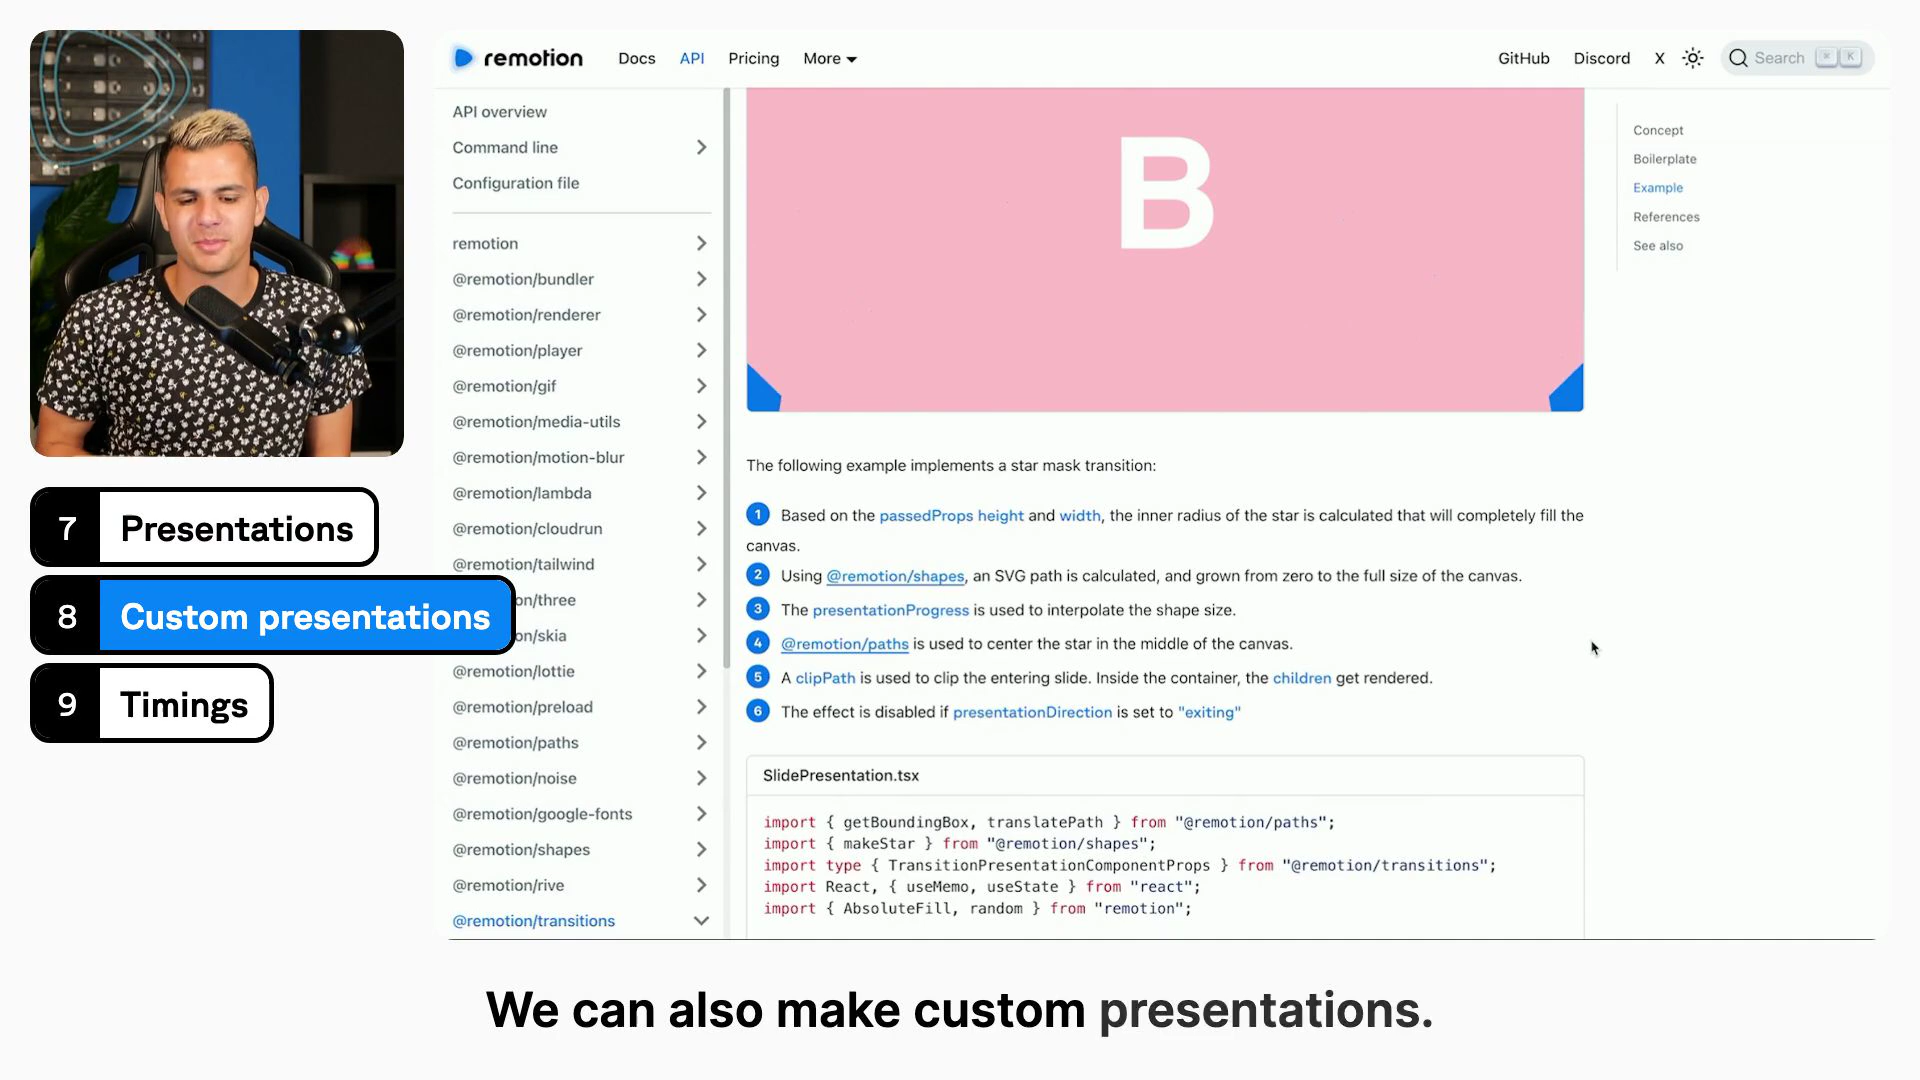 remotion
Docs
API
Pricing
More
GitHub
Discord
X
Search
K
API overview
Command line
Configuration file
remotion
@remotion/bundler
@remotion/renderer
@remotion/player
@remotion/gif
@remotion/media-utils
@remotion/motion-blur
@remotion/lambda
@remotion/cloudrun
@remotion/tailwind
on/three
on/skia
@remotion/lottie
@remotion/preload
@remotion/paths
@remotion/noise
@remotion/google-fonts
@remotion/shapes
@remotion/rive
@remotion/transitions
B
The following example implements a star mask transition:
1 Based on the passedProps height and width, the inner radius of the star is calculated that will completely fill the
canvas.
2 Using @remotion/shapes, an SVG path is calculated, and grown from zero to the full size of the canvas.
3 The presentationProgress is used to interpolate the shape size.
4 @remotion/paths is used to center the star in the middle of the canvas.
5 A clipPath is used to clip the entering slide. Inside the container, the children get rendered.
6 The effect is disabled if presentationDirection is set to "exiting"
SlidePresentation.tsx
import { getBoundingBox, translatePath } from "@remotion/paths";
import { makeStar } from "@remotion/shapes";
import type { TransitionPresentationComponentProps } from "@remotion/transitions";
import React, { useMemo, useState } from "react";
import { AbsoluteFill, random } from "remotion";
Concept
Boilerplate
Example
References
See also
7 Presentations
8 Custom presentations
9 Timings
We can also make custom presentations.